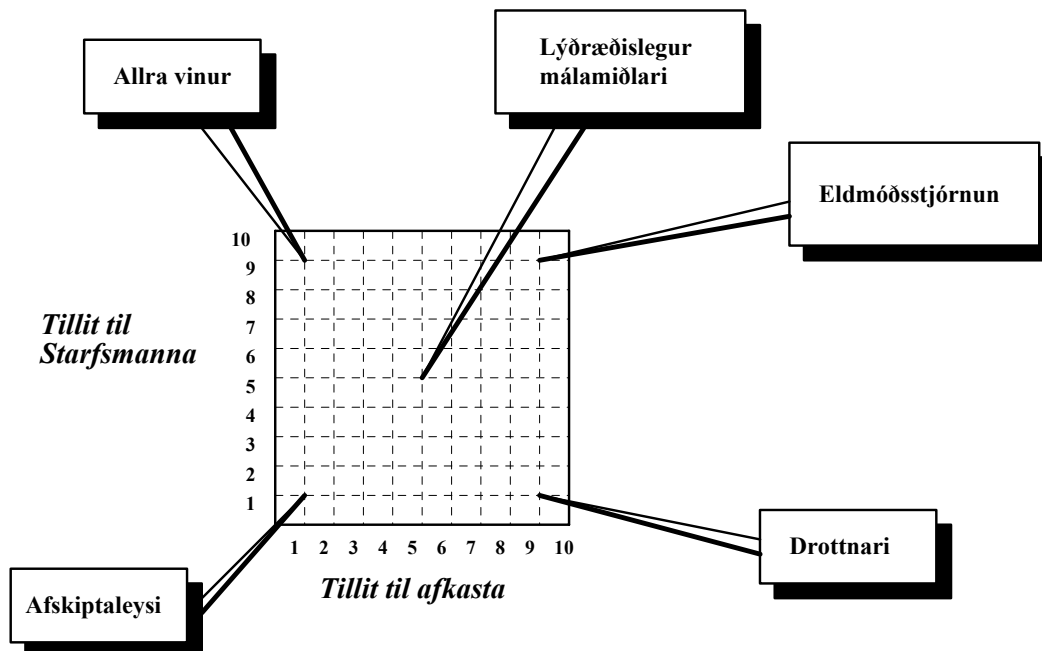 Allra vinur
Lýðræðislegur
málamiðlari
Eldmóðsstjórnun
10
9
8
7
6
5
4
3
2
1
Tillit til
Starfsmanna
1 2 3 4 5 6 7 8 9 10
Tillit til afkasta
Drottnari
Afskiptaleysi